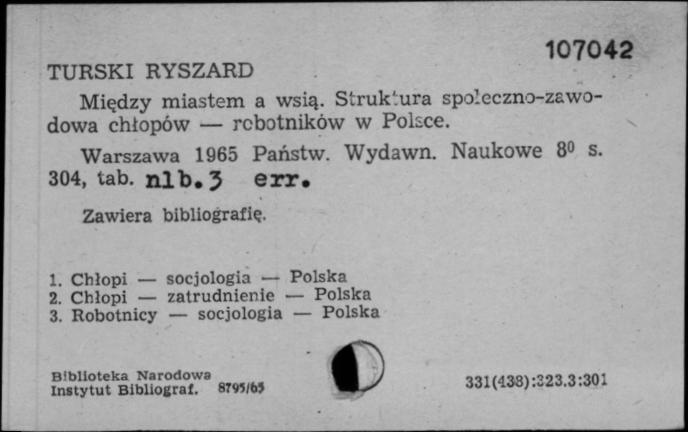 107042
TURSKI RYSZARD
Między miastem a wsią. Struktura społeczno-zawo-
dowa chłopów — robotników w Polsce.
Warszawa 1965 Państw. Wydawn. Naukowe 8⁰ s.
304, tab. nlb. 3 err.
Zawiera bibliografię.
1. Chłopi — socjologia — Polska
2. Chłopi — zatrudnienie — Polska
3. Robotnicy — socjologia — Polska
Biblioteka Narodowa
Instytut Bibliograf. 8795/65
331(438):323.3:301